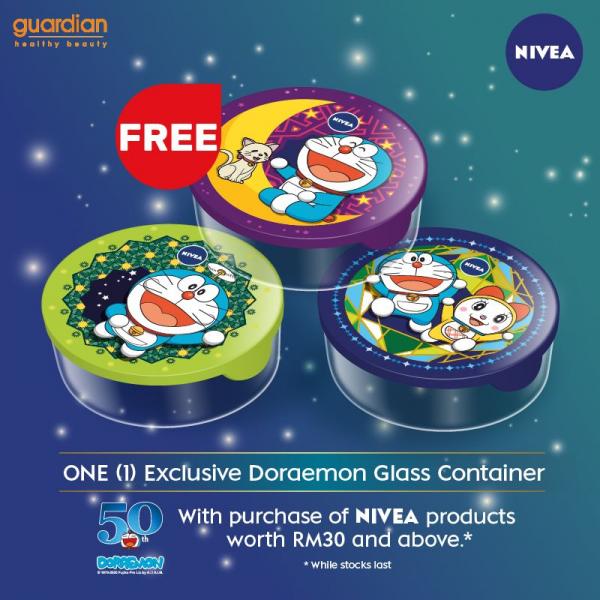 guardian
healthy beauty
NIVEA
FREE
NIVEA
NIVEA
NIVEA
ONE (1) Exclusive Doraemon Glass Container
50th
With purchase of NIVEA products
worth RM30 and above.*
DORAEMON
* While stocks last